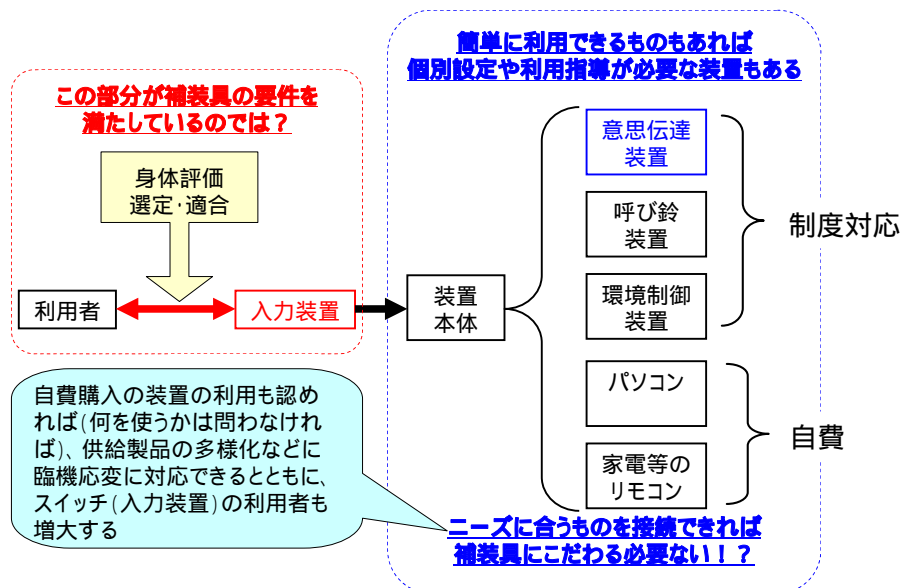 簡単に利用できるものもあれば
個別設定や利用指導が必要な装置もある
この部分が補装具の要件を
満たしているのでは？
身体評価
選定･適合
利用者
入力装置
装置
本体
意思伝達
装置
呼び鈴
装置
環境制御
装置
制度対応
パソコン
家電等の
リモコン
自費
自費購入の装置の利用も認め
れば(何を使うかは問わなけれ
ば)、供給製品の多様化などに
臨機応変に対応できるとともに、
スイッチ(入力装置)の利用者も
増大する
ニーズに合うものを接続できれば
補装具にこだわる必要ない！？